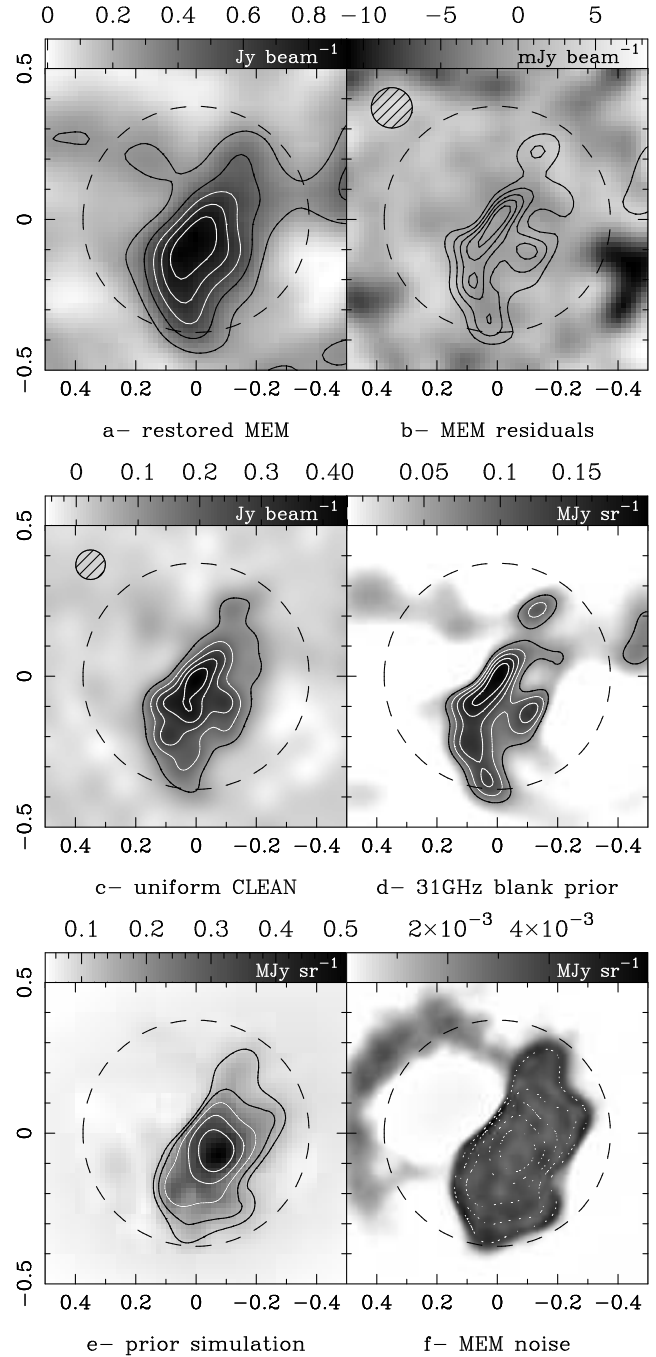 0 0.2 0.4 0.6 0.8 −10 −5 0 5
Jy beam⁻¹ mJy beam⁻¹
0.5
0
−0.5
0.4 0.2 0 −0.2 −0.4 0.4 0.2 0 −0.2 −0.4
a− restored MEM b− MEM residuals
0 0.1 0.2 0.3 0.40 0.05 0.1 0.15
Jy beam⁻¹ MJy sr⁻¹
0.5
0
−0.5
0.4 0.2 0 −0.2 −0.4 0.4 0.2 0 −0.2 −0.4
c− uniform CLEAN d− 31GHz blank prior
0.1 0.2 0.3 0.4 0.5 2×10⁻³ 4×10⁻³
MJy sr⁻¹ MJy sr⁻¹
0.5
0
−0.5
0.4 0.2 0 −0.2 −0.4 0.4 0.2 0 −0.2 −0.4
e− prior simulation f− MEM noise